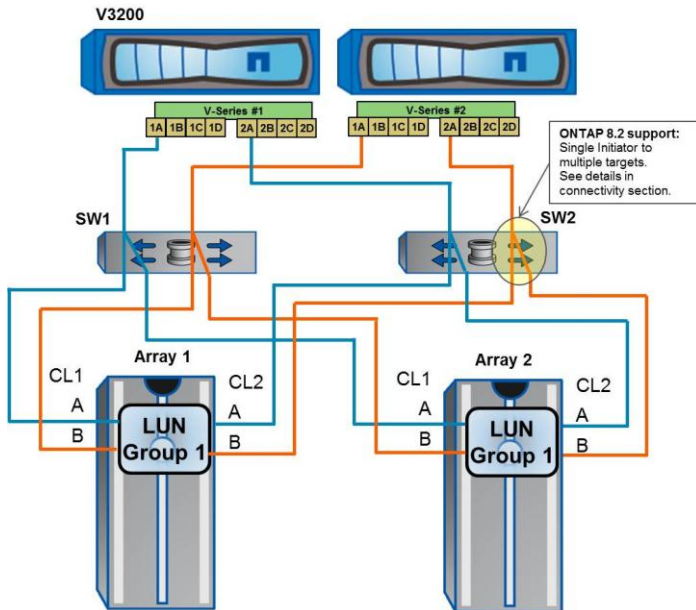 V3200
V-Series #1
1A 1B 1C 1D 2A 2B 2C 2D
V-Series #2
1A 1B 1C 1D 2A 2B 2C 2D
ONTAP 8.2 support:
Single Initiator to
multiple targets.
See details in
connectivity section.
SW1
SW2
Array 1
CL1
CL2
A
A
B
B
LUN
Group 1
Array 2
CL1
CL2
A
A
B
B
LUN
Group 1